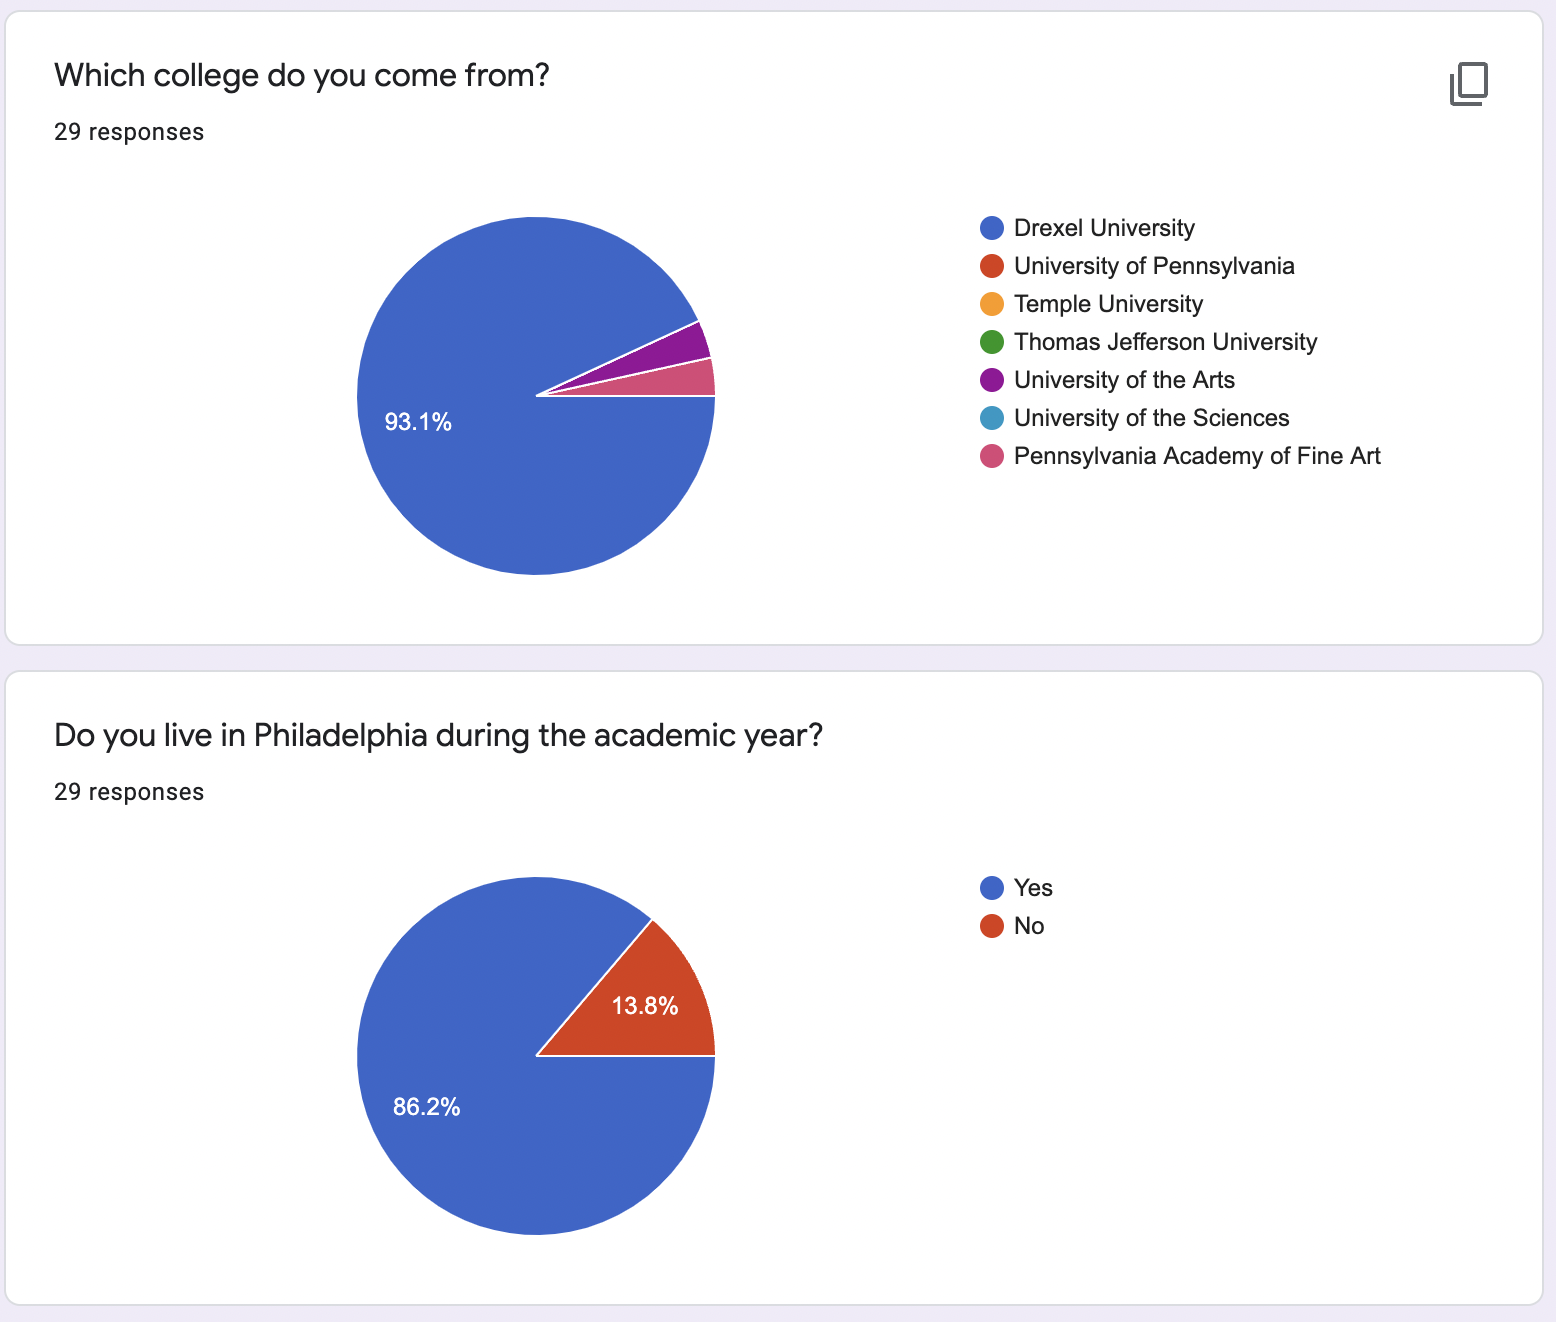 Which college do you come from?
29 responses
93.1%
Drexel University
University of Pennsylvania
Temple University
Thomas Jefferson University
University of the Arts
University of the Sciences
Pennsylvania Academy of Fine Art
Do you live in Philadelphia during the academic year?
29 responses
13.8%
86.2%
Yes
No